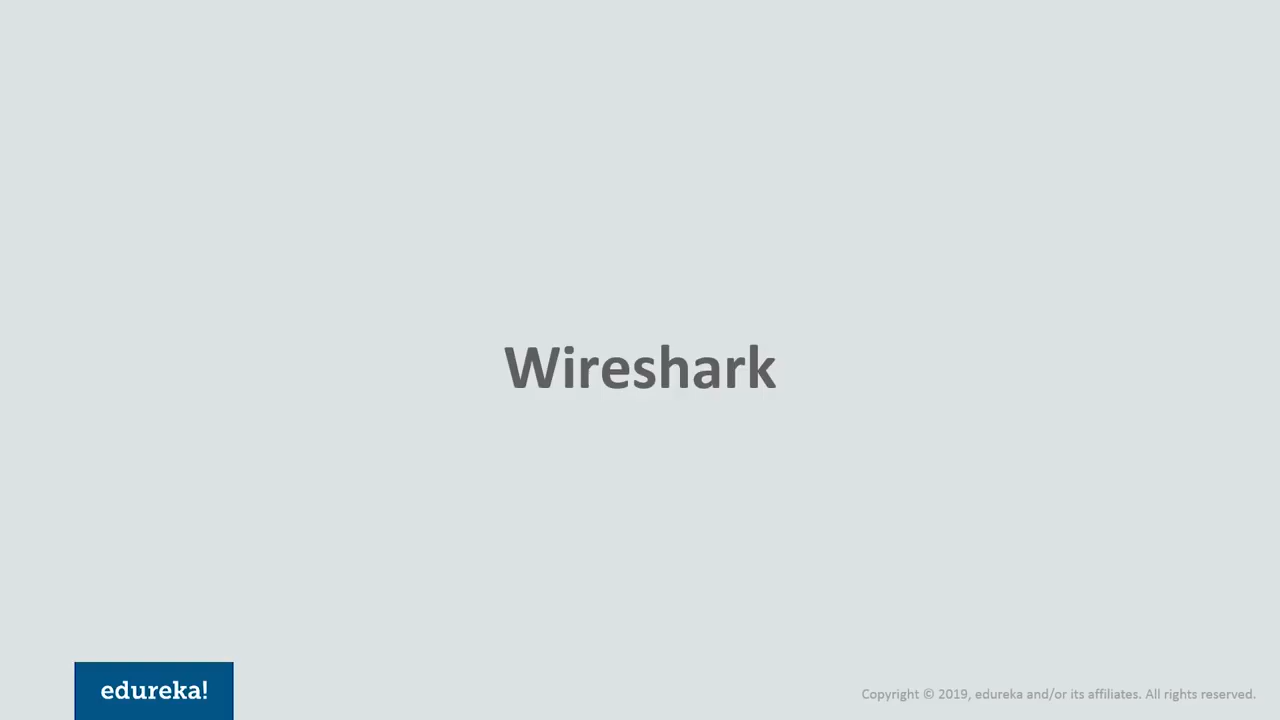 Wireshark
edureka!
Copyright © 2019, edureka and/or its affiliates. All rights reserved.